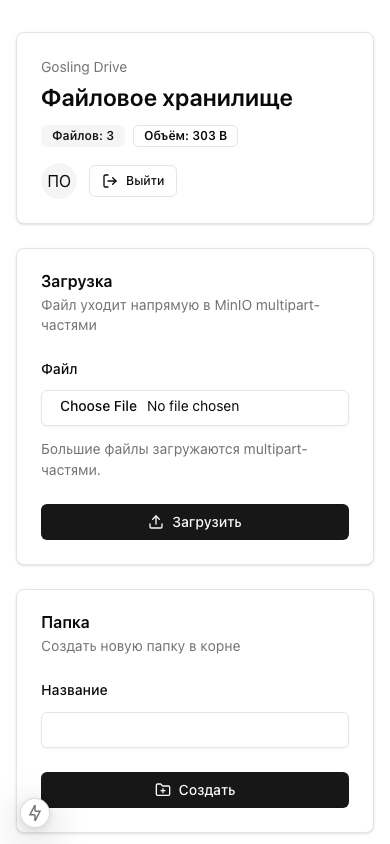 Gosling Drive
Файловое хранилище
Файлов: 3 Объём: 303 B
ПО Выйти
Загрузка
Файл уходит напрямую в MinIO multipart-
частями
Файл
Choose File No file chosen
Большие файлы загружаются multipart-
частями.
Загрузить
Папка
Создать новую папку в корне
Название
Создать